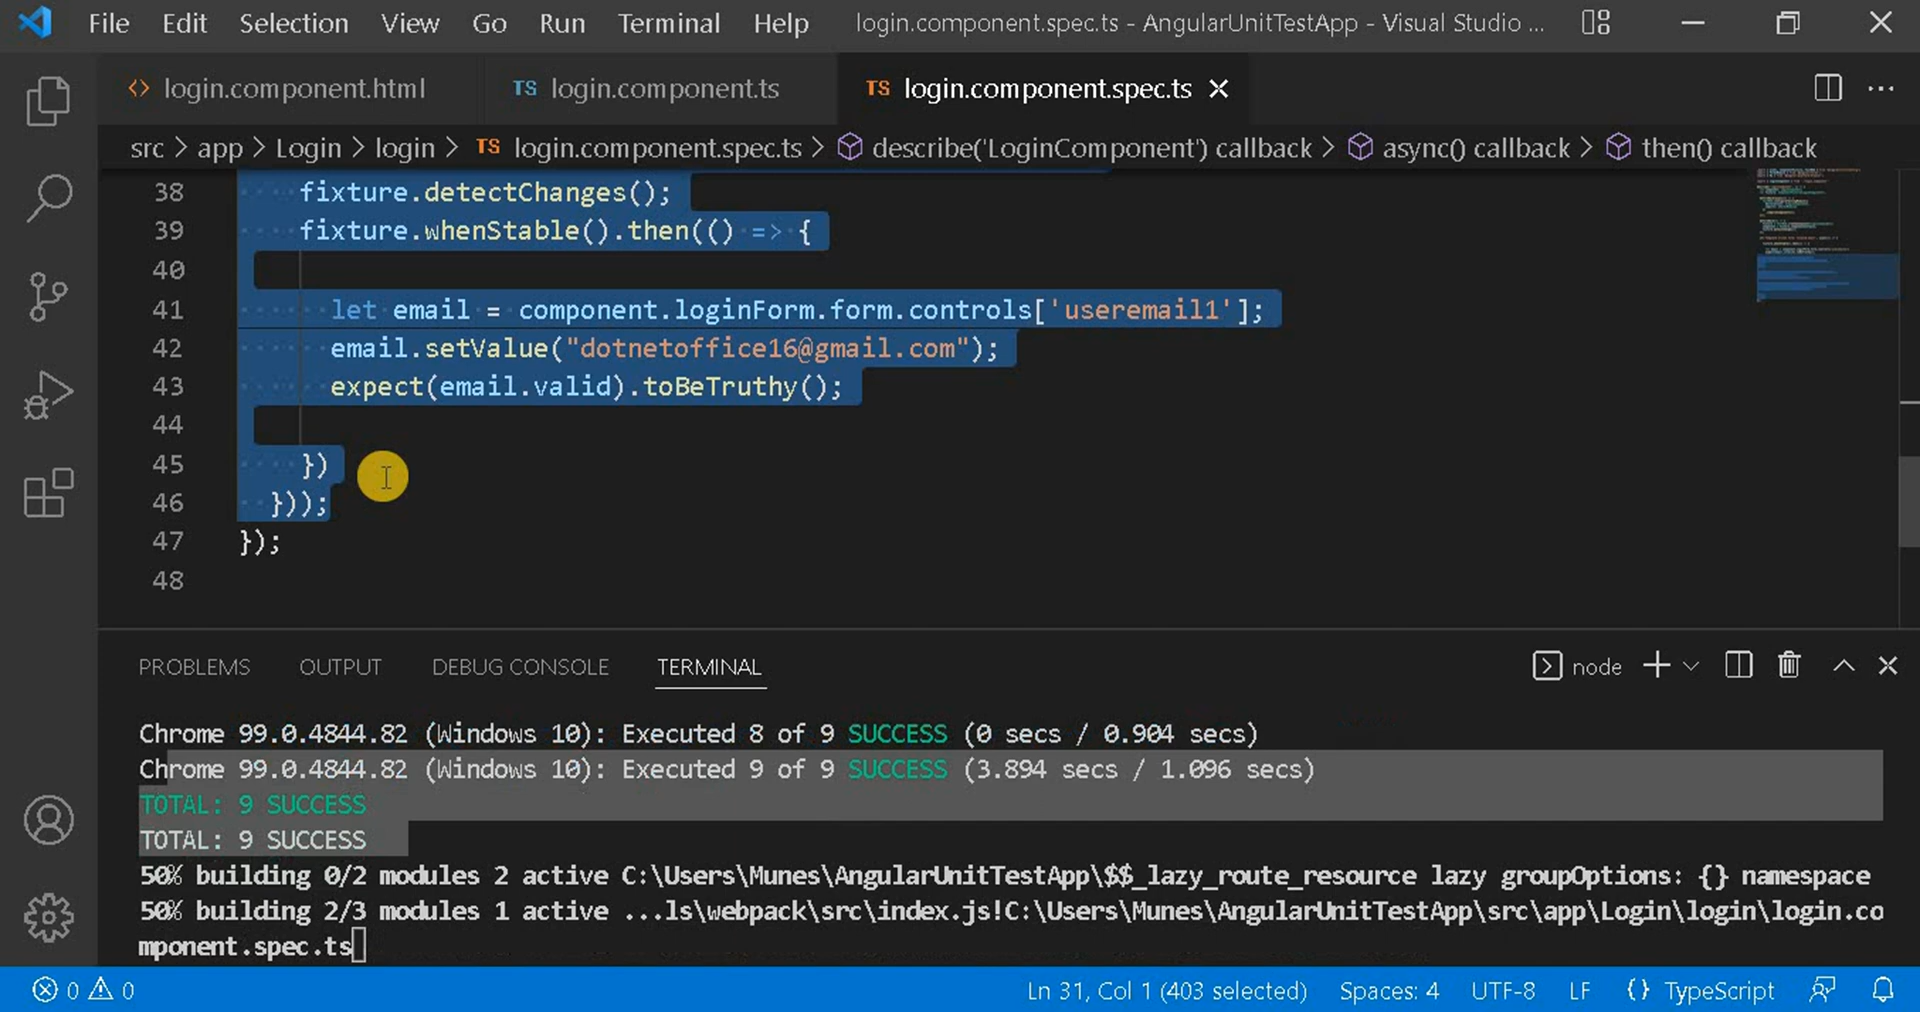 File Edit Selection View Go Run Terminal Help login.component.spec.ts - AngularUnitTestApp - Visual Studio ...
<> login.component.html TS login.component.ts TS login.component.spec.ts
src > app > Login > login > TS login.component.spec.ts > describe('LoginComponent') callback > async() callback > then() callback
38 fixture.detectChanges();
39 fixture.whenStable().then(() => {
40
41 let email = component.loginForm.form.controls['useremail1'];
42 email.setValue("dotnetoffice16@gmail.com");
43 expect(email.valid).toBeTruthy();
44
45 })
46 }));
47 });
48
PROBLEMS OUTPUT DEBUG CONSOLE TERMINAL node
Chrome 99.0.4844.82 (Windows 10): Executed 8 of 9 SUCCESS (0 secs / 0.904 secs)
Chrome 99.0.4844.82 (Windows 10): Executed 9 of 9 SUCCESS (3.894 secs / 1.096 secs)
TOTAL: 9 SUCCESS
TOTAL: 9 SUCCESS
50% building 0/2 modules 2 active C:\Users\Munes\AngularUnitTestApp\$$_lazy_route_resource lazy groupOptions: {} namespace
50% building 2/3 modules 1 active ...ls\webpack\src\index.js!C:\Users\Munes\AngularUnitTestApp\src\app\Login\login\login.co
mponent.spec.ts
0 0 Ln 31, Col 1 (403 selected) Spaces: 4 UTF-8 LF {} TypeScript